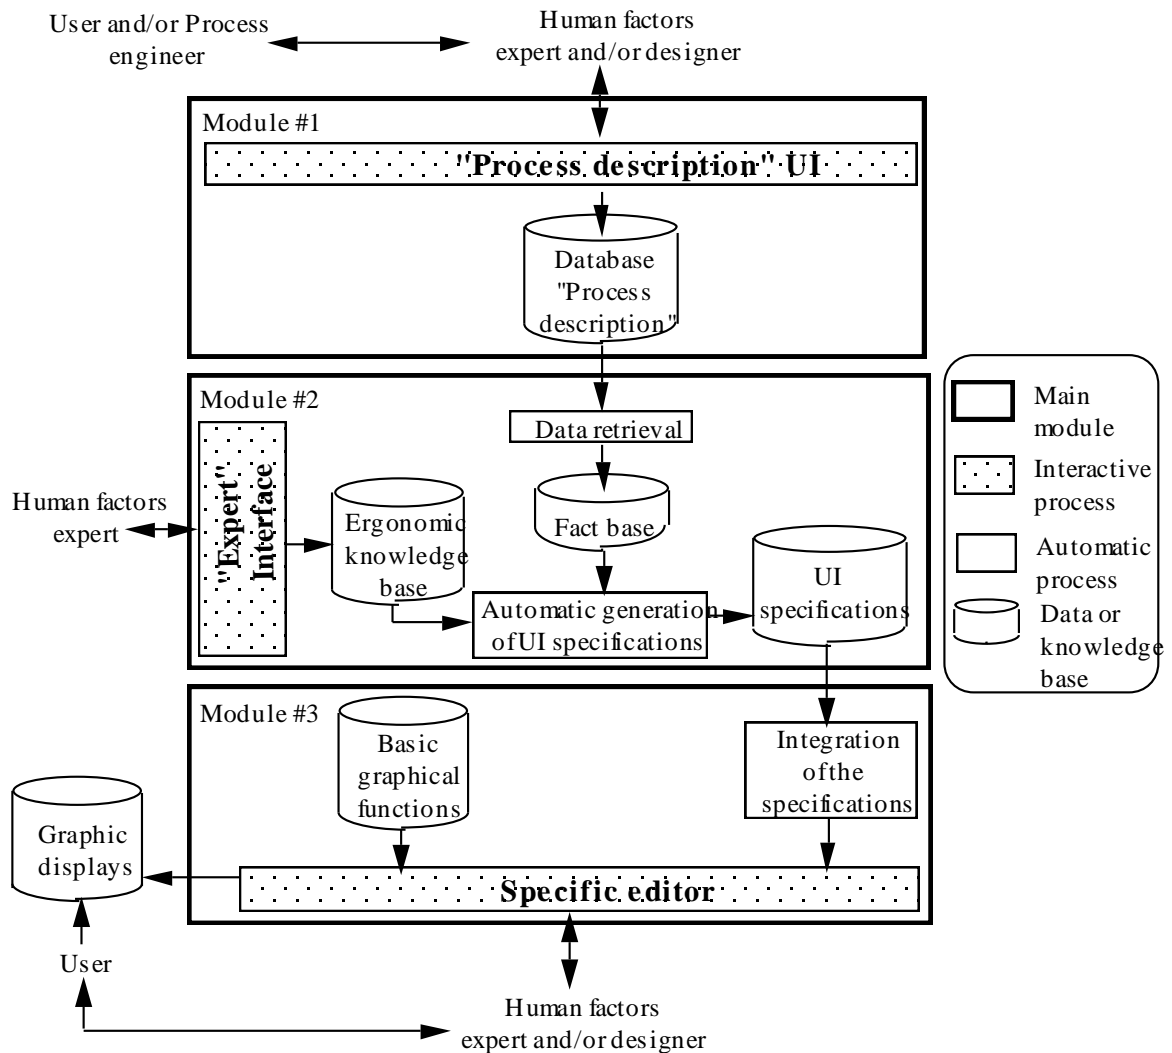 User and/or Process
engineer
Human factors
expert and/or designer
Module #1
"Process description" UI
Database
"Process
description"
Module #2
Data retrieval
"Expert"
Interface
Human factors
expert
Ergonomic
knowledge
base
Fact base
Automatic generation
of UI specifications
UI
specifications
Main
module
Interactive
process
Automatic
process
Data or
knowledge
base
Module #3
Basic
graphical
functions
Integration
of the
specifications
Graphic
displays
Specific editor
User
Human factors
expert and/or designer